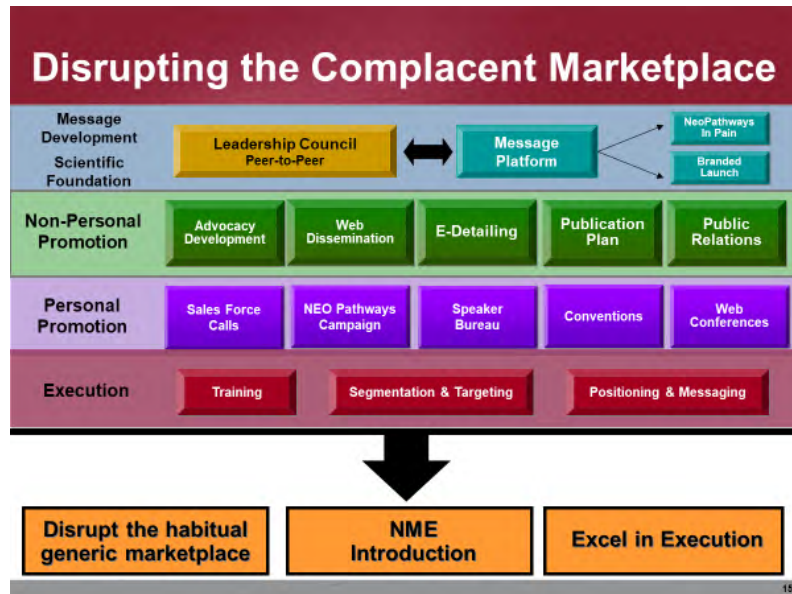 Disrupting the Complacent Marketplace
Message
Development
Scientific
Foundation
Leadership Council
Peer-to-Peer
Message
Platform
NeoPathways
In Pain
Branded
Launch
Non-Personal
Promotion
Advocacy
Development
Web
Dissemination
E-Detailing
Publication
Plan
Public
Relations
Personal
Promotion
Sales Force
Calls
NEO Pathways
Campaign
Speaker
Bureau
Conventions
Web
Conferences
Execution
Training
Segmentation & Targeting
Positioning & Messaging
Disrupt the habitual
generic marketplace
NME
Introduction
Excel in Execution
15